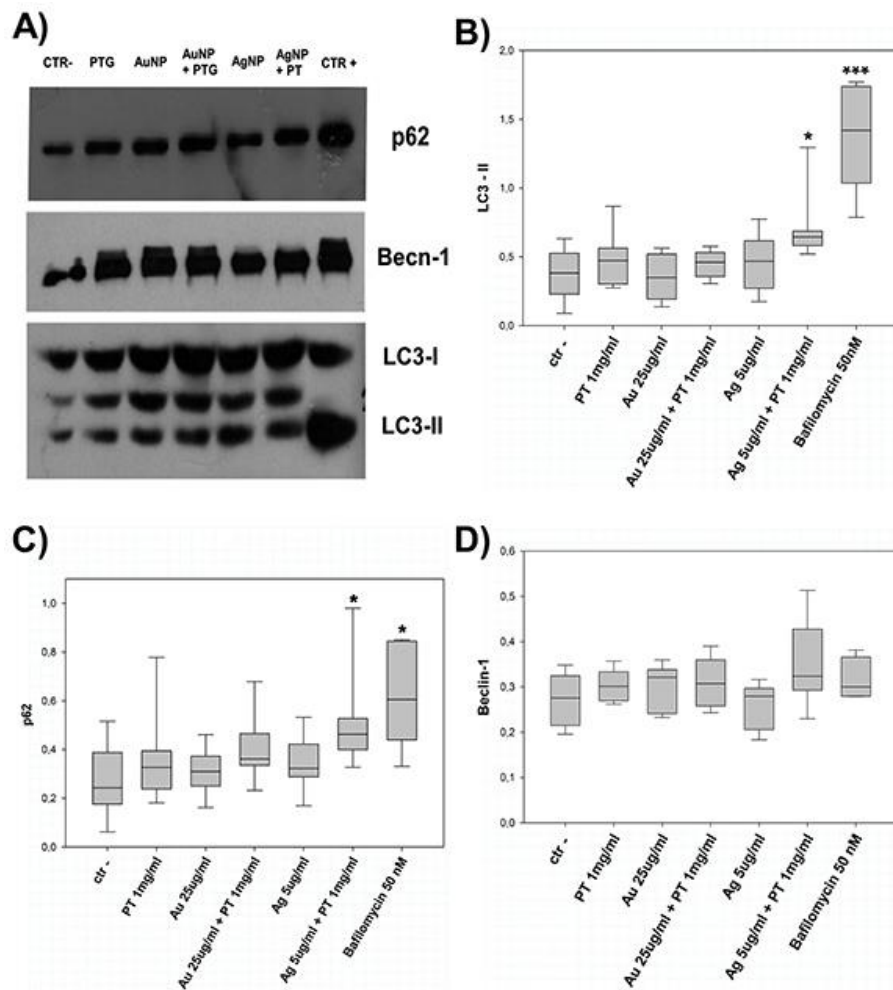 A)
CTR- PTG AuNP AuNP + PTG AgNP AgNP + PT CTR +
p62
Becn-1
LC3-I
LC3-II
B)
LC3 - II
2,0
1,5
1,0
0,5
0,0
*
***
ctr -
PT 1mg/ml
Au 25ug/ml
Au 25ug/ml + PT 1mg/ml
Ag 5ug/ml
Ag 5ug/ml + PT 1mg/ml
Bafilomycin 50nM
C)
p62
1,0
0,8
0,6
0,4
0,2
0,0
*
*
ctr -
PT 1mg/ml
Au 25ug/ml
Au 25ug/ml + PT 1mg/ml
Ag 5ug/ml
Ag 5ug/ml + PT 1mg/ml
Bafilomycin 50 nM
D)
Beclin-1
0,6
0,5
0,4
0,3
0,2
0,1
0,0
ctr -
PT 1mg/ml
Au 25ug/ml
Au 25ug/ml + PT 1mg/ml
Ag 5ug/ml
Ag 5ug/ml + PT 1mg/ml
Bafilomycin 50 nM